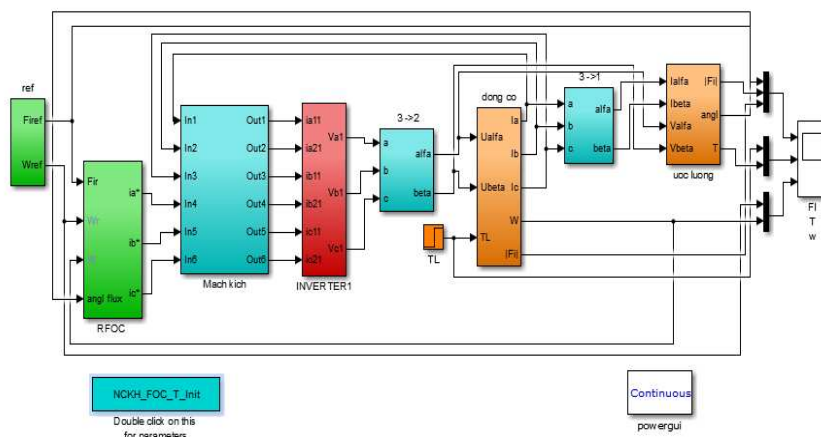 ref
Firef
Wref
Fir
Wr
angl flux
ia*
ib*
ic*
RFOC
In1
In2
In3
In4
In5
In6
Out1
Out2
Out3
Out4
Out5
Out6
Mach kich
ia11
ia21
ib11
ib21
ic11
ic21
Va1
Vb1
Vc1
INVERTER1
3 ->2
a
b
c
alfa
beta
TL
dong co
Ualfa
Ubeta
TL
Ia
Ib
Ic
W
|Fi|
3 ->1
a
b
c
alfa
beta
Ialfa
Ibeta
Valfa
Vbeta
|Fi|
angl
T
uoc luong
FI
T
w
NCKH_FOC_T_Init
Double click on this
for parameters
Continuous
powergui